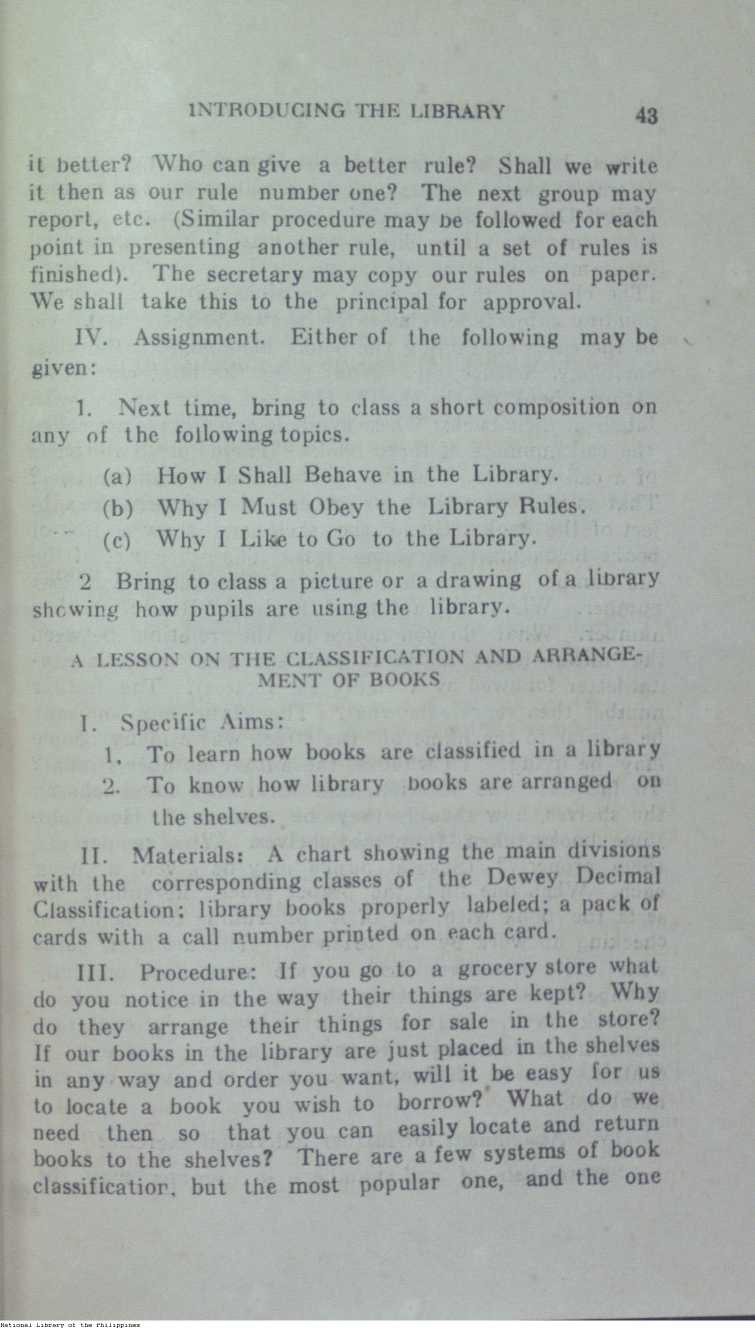 INTRODUCING THE LIBRARY 43
it better? Who can give a better rule? Shall we write
it then as our rule number one? The next group may
report, etc. (Similar procedure may be followed for each
point in presenting another rule, until a set of rules is
finished). The secretary may copy our rules on paper.
We shall take this to the principal for approval.
IV. Assignment. Either of the following may be
given:
1. Next time, bring to class a short composition on
any of the following topics.
(a) How I Shall Behave in the Library.
(b) Why I Must Obey the Library Rules.
(c) Why I Like to Go to the Library.
2 Bring to class a picture or a drawing of a library
showing how pupils are using the library.
A LESSON ON THE CLASSIFICATION AND ARRANGE-
MENT OF BOOKS
I. Specific Aims:
1. To learn how books are classified in a library
2. To know how library books are arranged on
the shelves.
II. Materials: A chart showing the main divisions
with the corresponding classes of the Dewey Decimal
Classification; library books properly labeled; a pack of
cards with a call number printed on each card.
III. Procedure: If you go to a grocery store what
do you notice in the way their things are kept? Why
do they arrange their things for sale in the store?
If our books in the library are just placed in the shelves
in any way and order you want, will it be easy for us
to locate a book you wish to borrow? What do we
need then so that you can easily locate and return
books to the shelves? There are a few systems of book
classification, but the most popular one, and the one
National Library of the Philippines